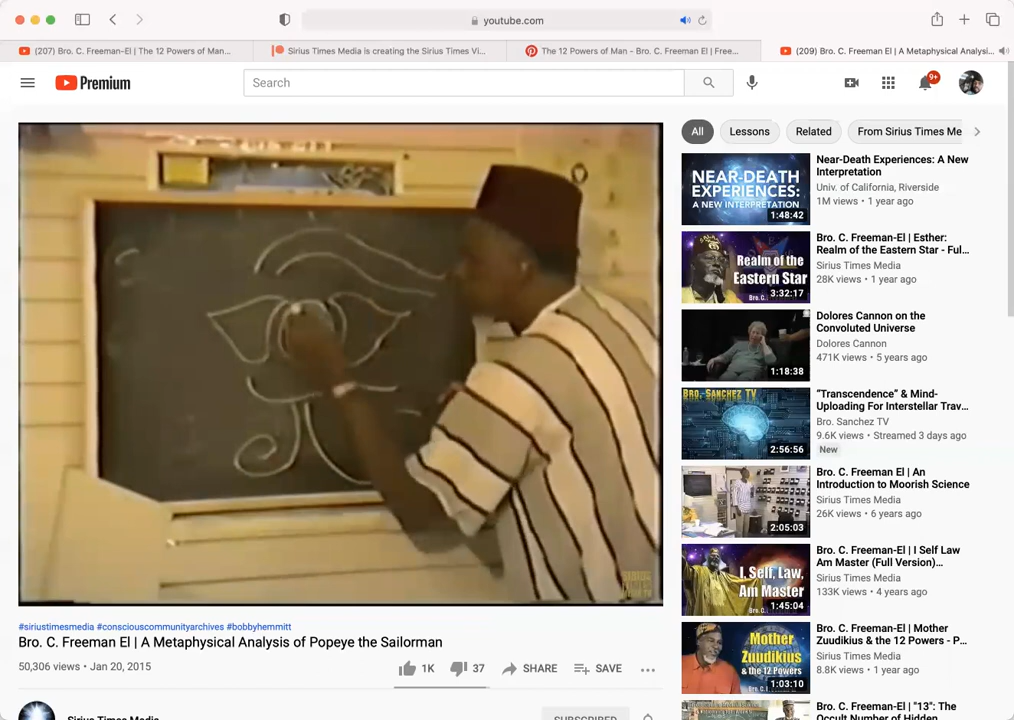 youtube.com
(207) Bro. C. Freeman-El | The 12 Powers of Man...
Sirius Times Media is creating the Sirius Times Vi...
The 12 Powers of Man - Bro. C. Freeman El | Free...
(209) Bro. C. Freeman El | A Metaphysical Analysi...
Premium
Search
9+
All
Lessons
Related
From Sirius Times Me
NEAR-DEATH
EXPERIENCES:
A NEW INTERPRETATION
1:48:42
Near-Death Experiences: A New
Interpretation
Univ. of California, Riverside
1M views • 1 year ago
Realm of the
Eastern Star
Bro. C.
3:32:17
Bro. C. Freeman-El | Esther:
Realm of the Eastern Star - Ful...
Sirius Times Media
28K views • 1 year ago
1:18:38
Dolores Cannon on the
Convoluted Universe
Dolores Cannon
471K views • 5 years ago
BRO. SANCHEZ TV
2:56:56
“Transcendence” & Mind-
Uploading For Interstellar Trav...
Bro. Sanchez TV
9.6K views • Streamed 3 days ago
New
2:05:03
Bro. C. Freeman El | An
Introduction to Moorish Science
Sirius Times Media
26K views • 6 years ago
I, Self, Law,
Am Master
1:45:04
Bro. C. Freeman-El | I Self Law
Am Master (Full Version)...
Sirius Times Media
133K views • 4 years ago
Mother
Zuudikius
& the 12 Powers
1:03:10
Bro. C. Freeman-El | Mother
Zuudikius & the 12 Powers - P...
Sirius Times Media
8.8K views • 1 year ago
Bro. C. Freeman-El | "13": The
Occult Number of Hidden
#siriustimesmedia #consciouscommunityarchives #bobbyhemmitt
Bro. C. Freeman El | A Metaphysical Analysis of Popeye the Sailorman
50,306 views • Jan 20, 2015
1K
37
SHARE
SAVE
Sirius Times Media
SUBSCRIBED